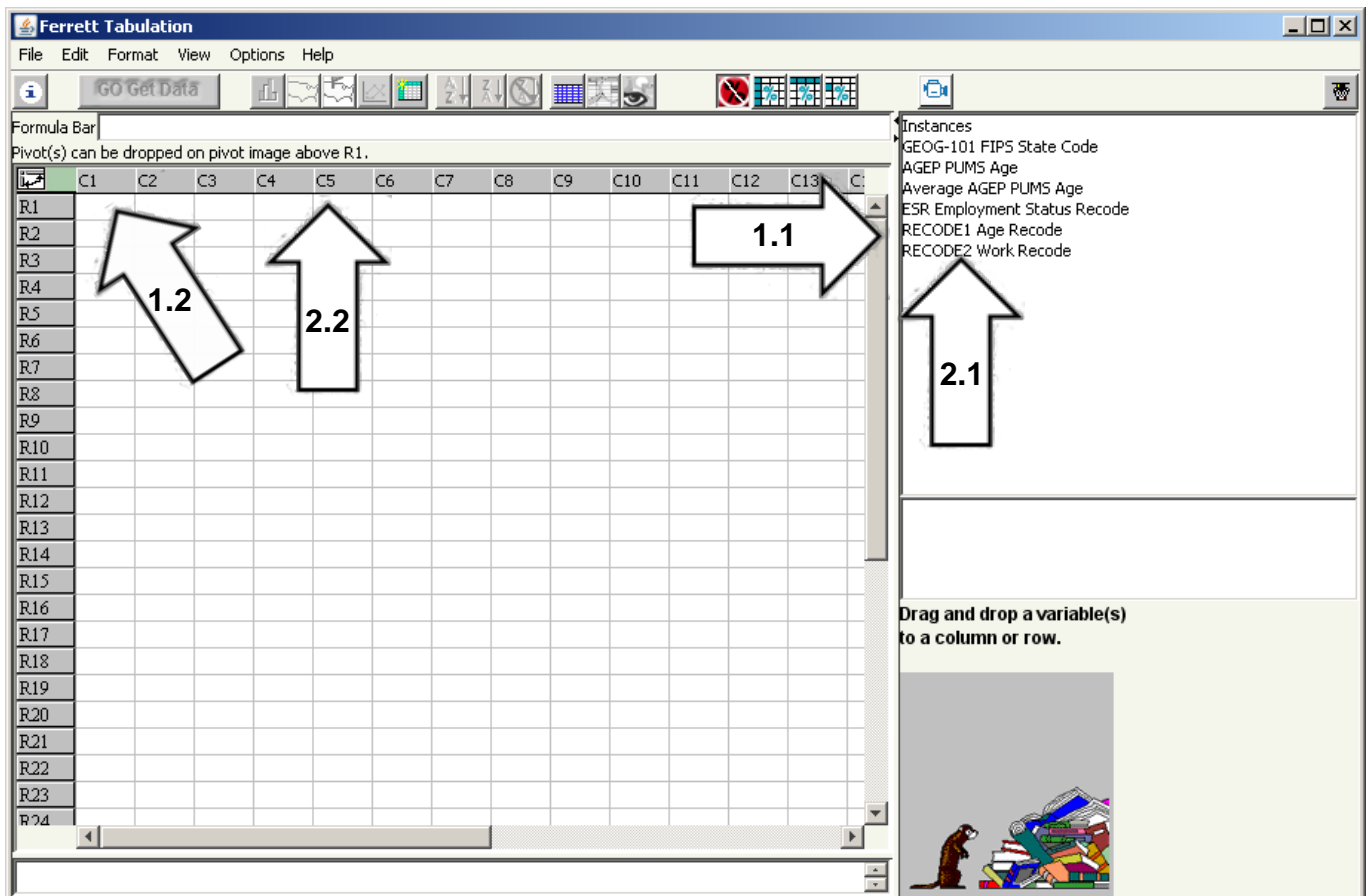 Ferrett Tabulation
File Edit Format View Options Help
GO Get Data
Formula Bar
Pivot(s) can be dropped on pivot image above R1.
C1 C2 C3 C4 C5 C6 C7 C8 C9 C10 C11 C12 C13 C
R1
R2
R3
R4
R5
R6
R7
R8
R9
R10
R11
R12
R13
R14
R15
R16
R17
R18
R19
R20
R21
R22
R23
R24
1.2
2.2
1.1
Instances
GEOG-101 FIPS State Code
AGEP PUMS Age
Average AGEP PUMS Age
ESR Employment Status Recode
RECODE1 Age Recode
RECODE2 Work Recode
2.1
Drag and drop a variable(s)
to a column or row.